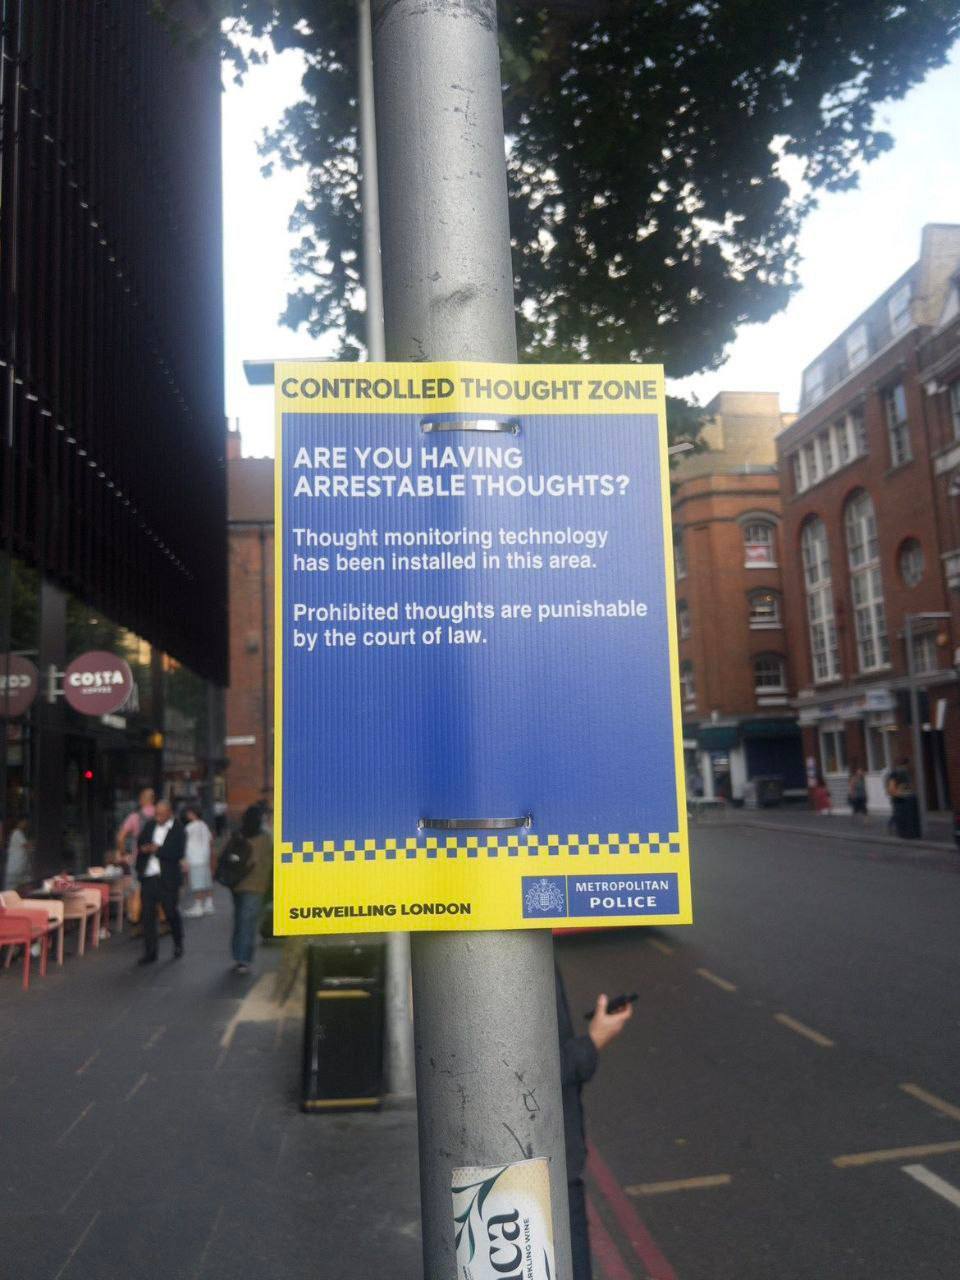 CONTROLLED THOUGHT ZONE
ARE YOU HAVING
ARRESTABLE THOUGHTS?
Thought monitoring technology
has been installed in this area.
Prohibited thoughts are punishable
by the court of law.
SURVEILLING LONDON
METROPOLITAN
POLICE
COSTA
COFFEE